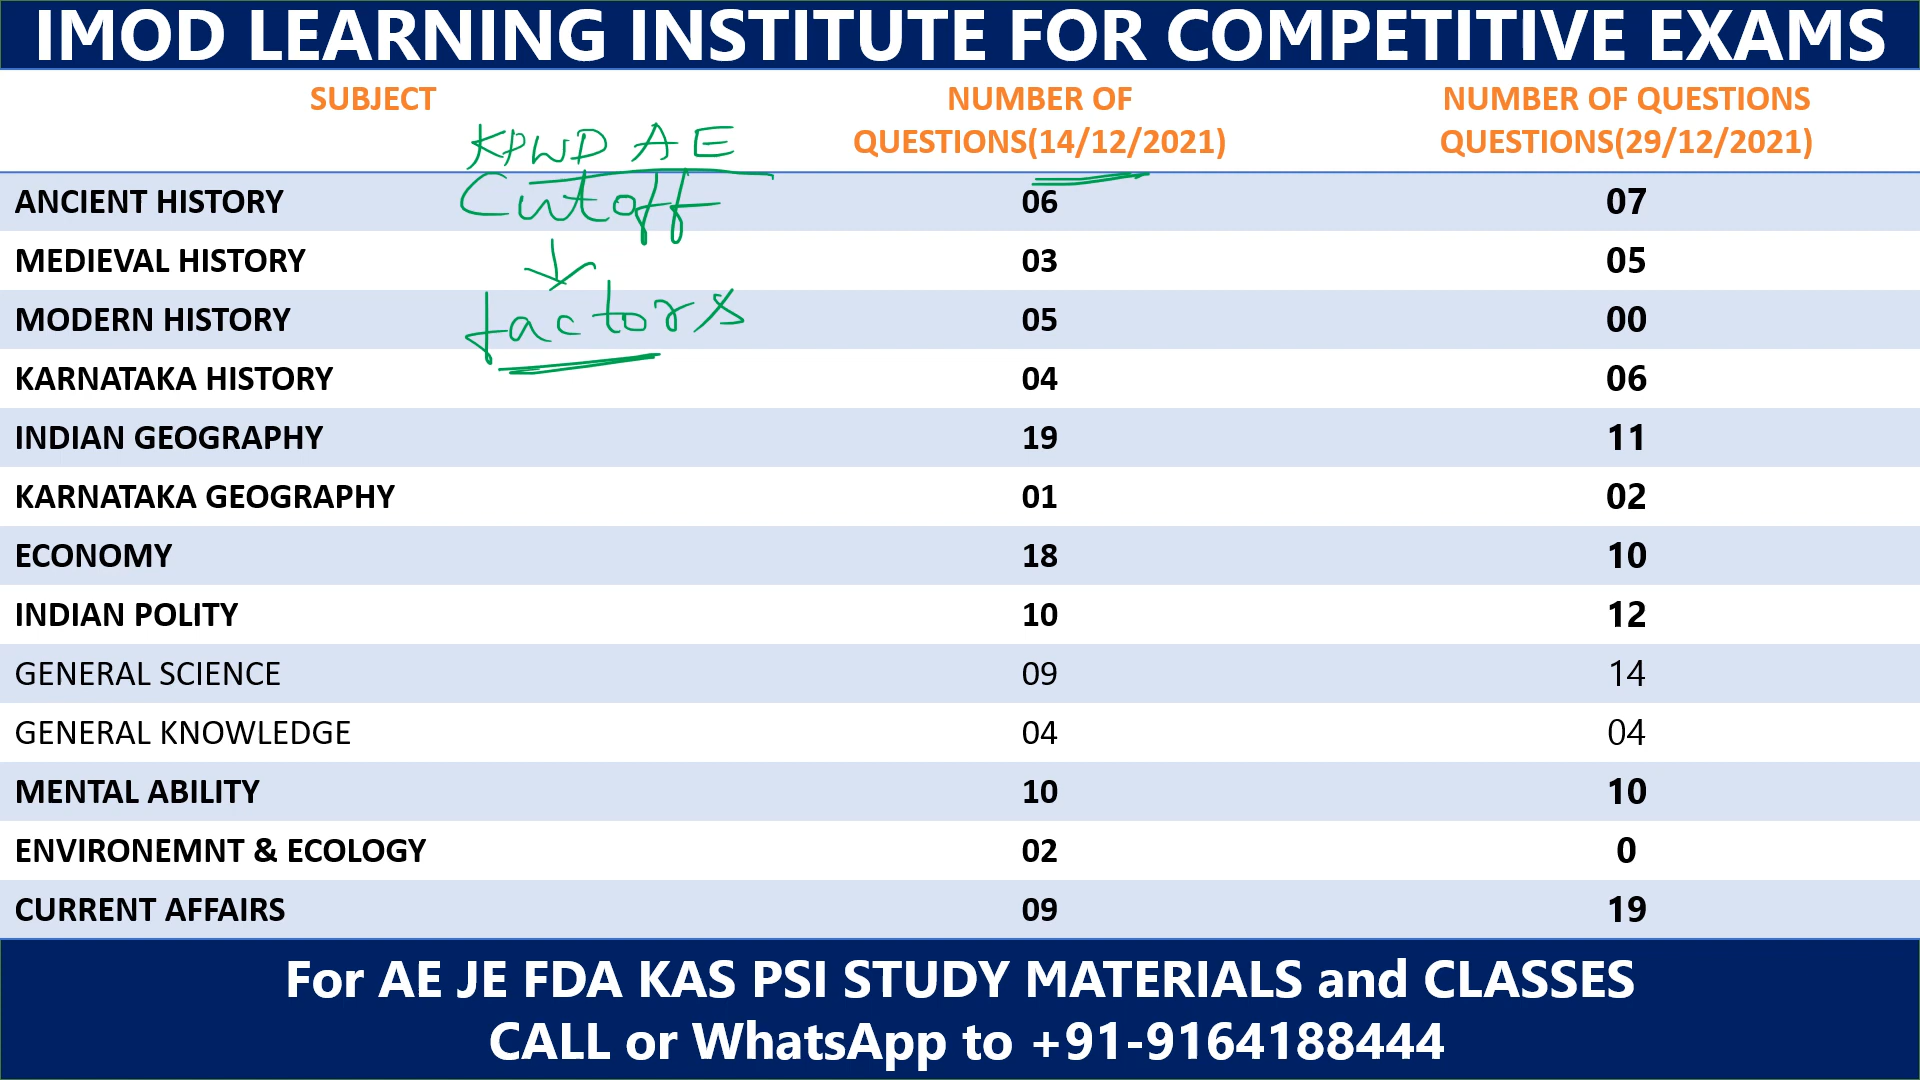 IMOD LEARNING INSTITUTE FOR COMPETITIVE EXAMS
SUBJECT NUMBER OF QUESTIONS(14/12/2021) NUMBER OF QUESTIONS QUESTIONS(29/12/2021)
KPWD AE
Cutoff
factors
ANCIENT HISTORY 06 07
MEDIEVAL HISTORY 03 05
MODERN HISTORY 05 00
KARNATAKA HISTORY 04 06
INDIAN GEOGRAPHY 19 11
KARNATAKA GEOGRAPHY 01 02
ECONOMY 18 10
INDIAN POLITY 10 12
GENERAL SCIENCE 09 14
GENERAL KNOWLEDGE 04 04
MENTAL ABILITY 10 10
ENVIRONEMNT & ECOLOGY 02 0
CURRENT AFFAIRS 09 19
For AE JE FDA KAS PSI STUDY MATERIALS and CLASSES
CALL or WhatsApp to +91-9164188444